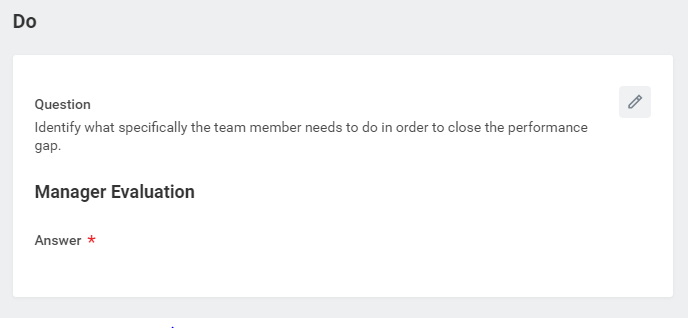 Do
Question
Identify what specifically the team member needs to do in order to close the performance
gap.
Manager Evaluation
Answer *